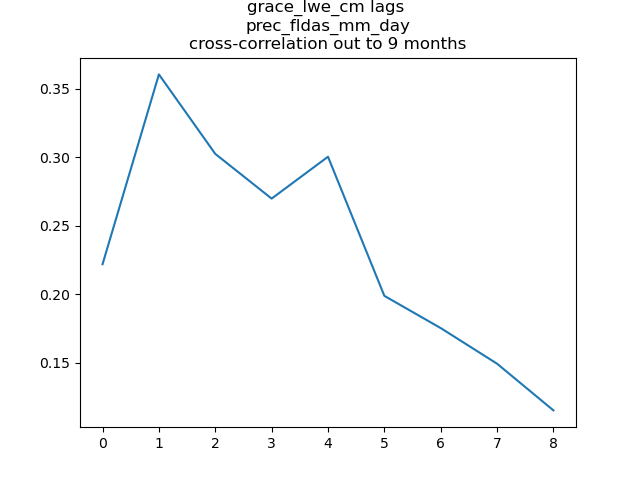 grace_lwe_cm lags
prec_fldas_mm_day
cross-correlation out to 9 months
0.35
0.30
0.25
0.20
0.15
0 1 2 3 4 5 6 7 8